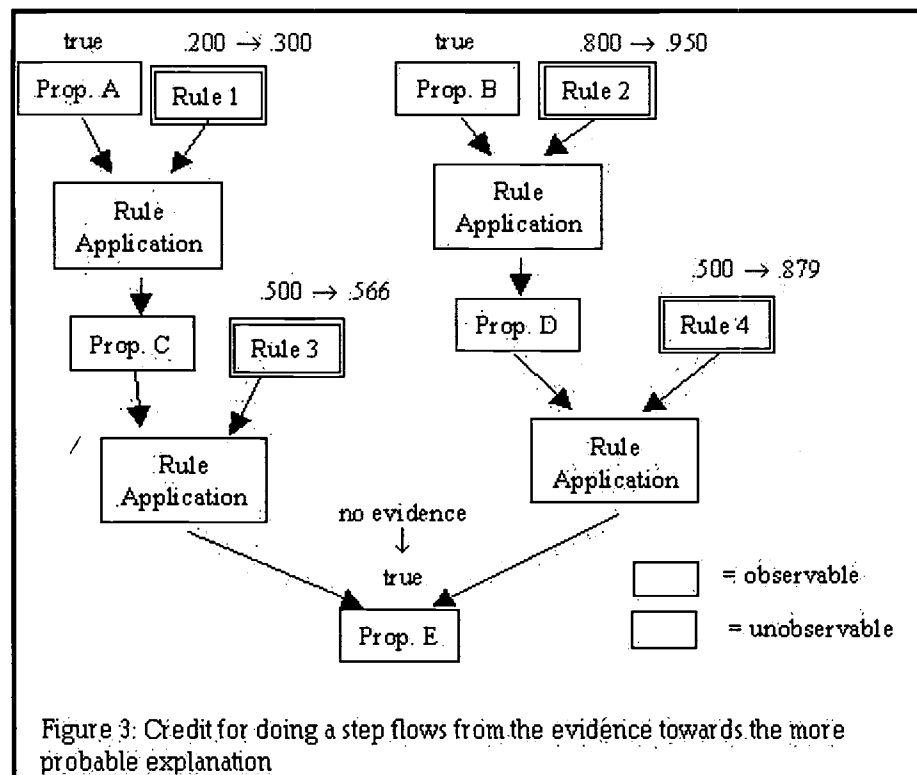 true
.200 → .300
true
.800 → .950
Prop. A
Rule 1
Prop. B
Rule 2
Rule
Application
Rule
Application
.500 → .566
.500 → .879
Prop. C
Rule 3
Prop. D
Rule 4
Rule
Application
Rule
Application
no evidence
↓
true
= observable
Prop. E
= unobservable
Figure 3: Credit for doing a step flows from the evidence towards the more
probable explanation